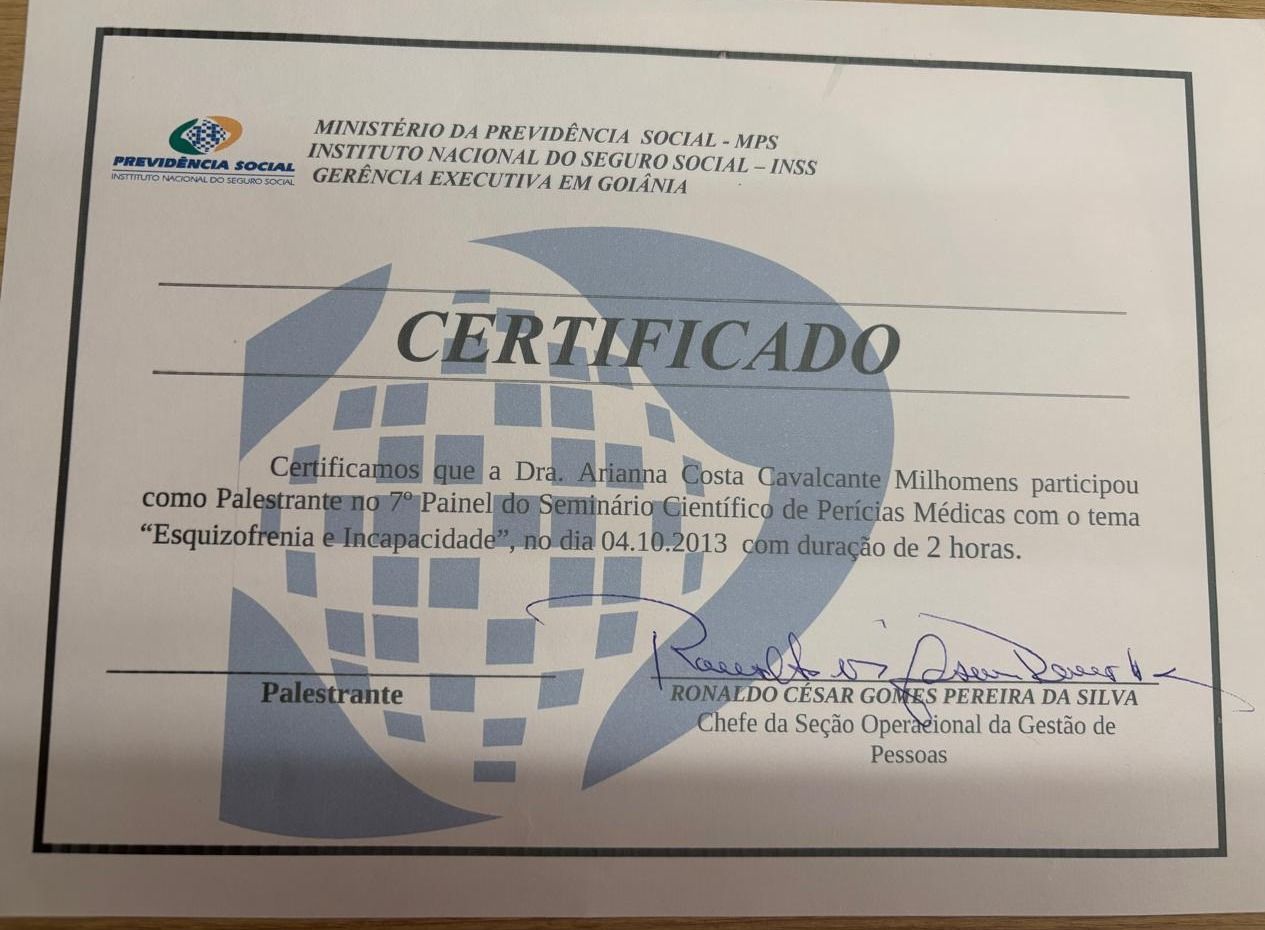 MINISTÉRIO DA PREVIDÊNCIA SOCIAL - MPS
INSTITUTO NACIONAL DO SEGURO SOCIAL – INSS
GERÊNCIA EXECUTIVA EM GOIÂNIA
PREVIDÊNCIA SOCIAL
INSTITUTO NACIONAL DO SEGURO SOCIAL
CERTIFICADO
Certificamos que a Dra. Arianna Costa Cavalcante Milhomens participou
como Palestrante no 7º Painel do Seminário Científico de Perícias Médicas com o tema
“Esquizofrenia e Incapacidade”, no dia 04.10.2013 com duração de 2 horas.
Palestrante
RONALDO CÉSAR GOMES PEREIRA DA SILVA
Chefe da Seção Operacional da Gestão de
Pessoas